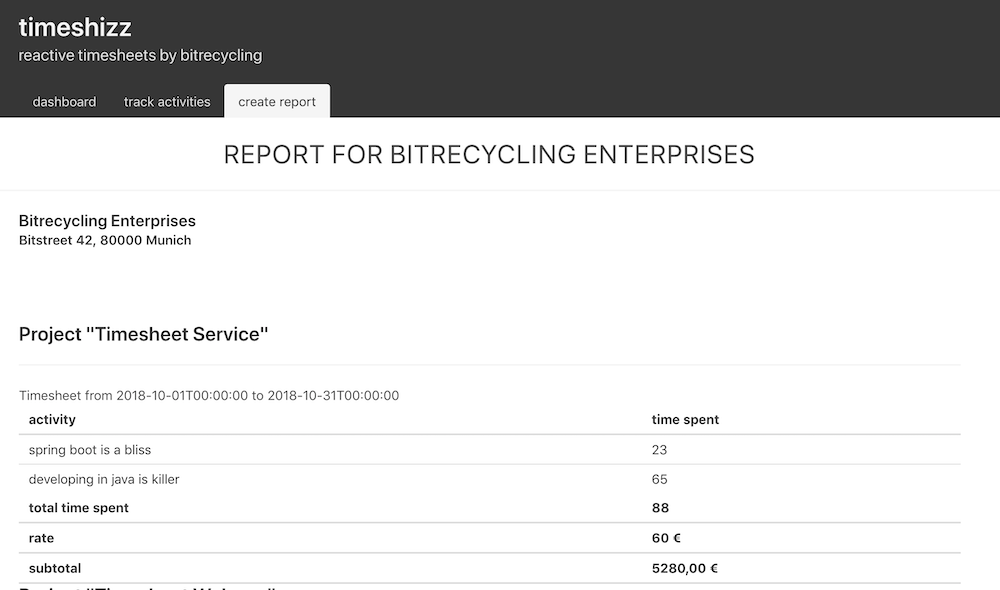 timeshizz
reactive timesheets by bitrecycling
dashboard track activities create report
REPORT FOR BITRECYCLING ENTERPRISES
Bitrecycling Enterprises
Bitstreet 42, 80000 Munich
Project "Timesheet Service"
Timesheet from 2018-10-01T00:00:00 to 2018-10-31T00:00:00
activity time spent
spring boot is a bliss 23
developing in java is killer 65
total time spent 88
rate 60 €
subtotal 5280,00 €
Project "Timesheet